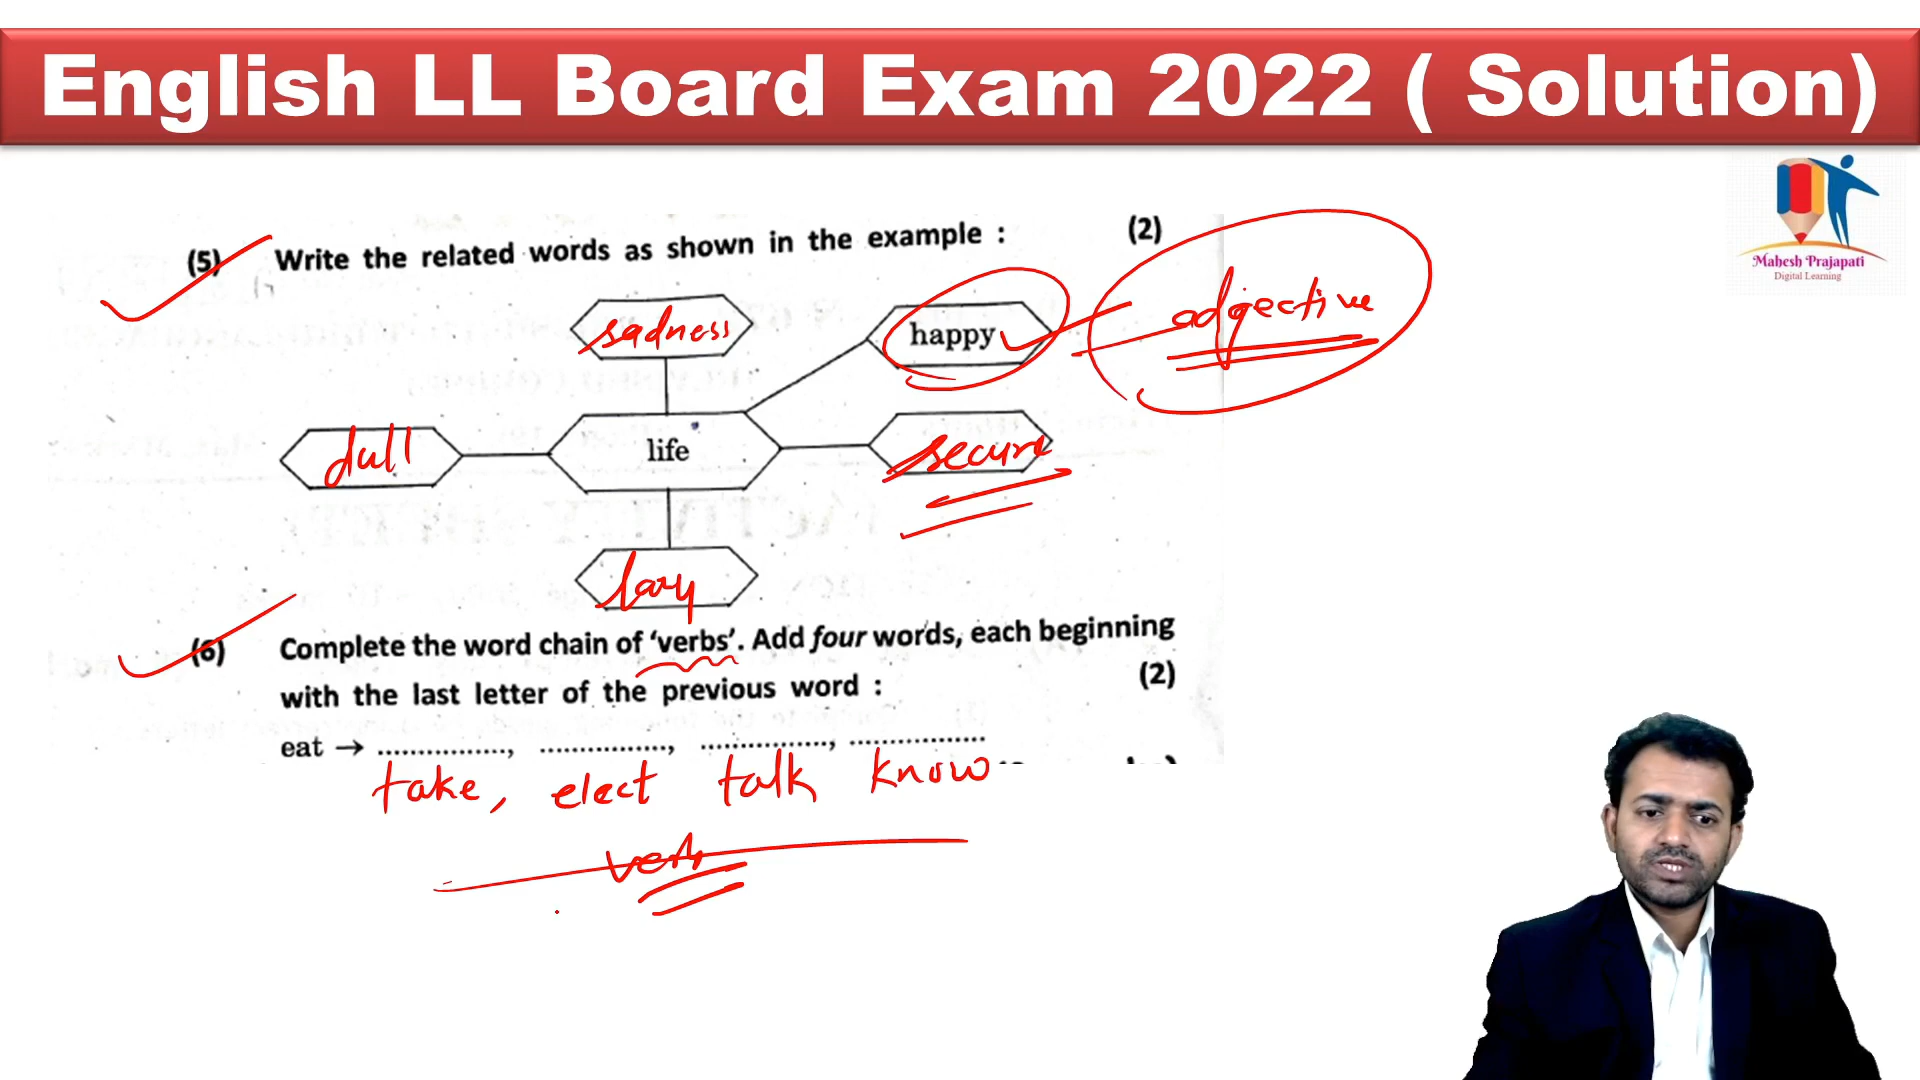 English LL Board Exam 2022 ( Solution)
Mahesh Prajapati
Digital Learning
(5) Write the related words as shown in the example : (2)
sadness
happy
adjective
dull
life
secure
lazy
(6) Complete the word chain of ‘verbs’. Add four words, each beginning
with the last letter of the previous word : (2)
eat → ................, ................, ................, ................
take, elect talk know
verb